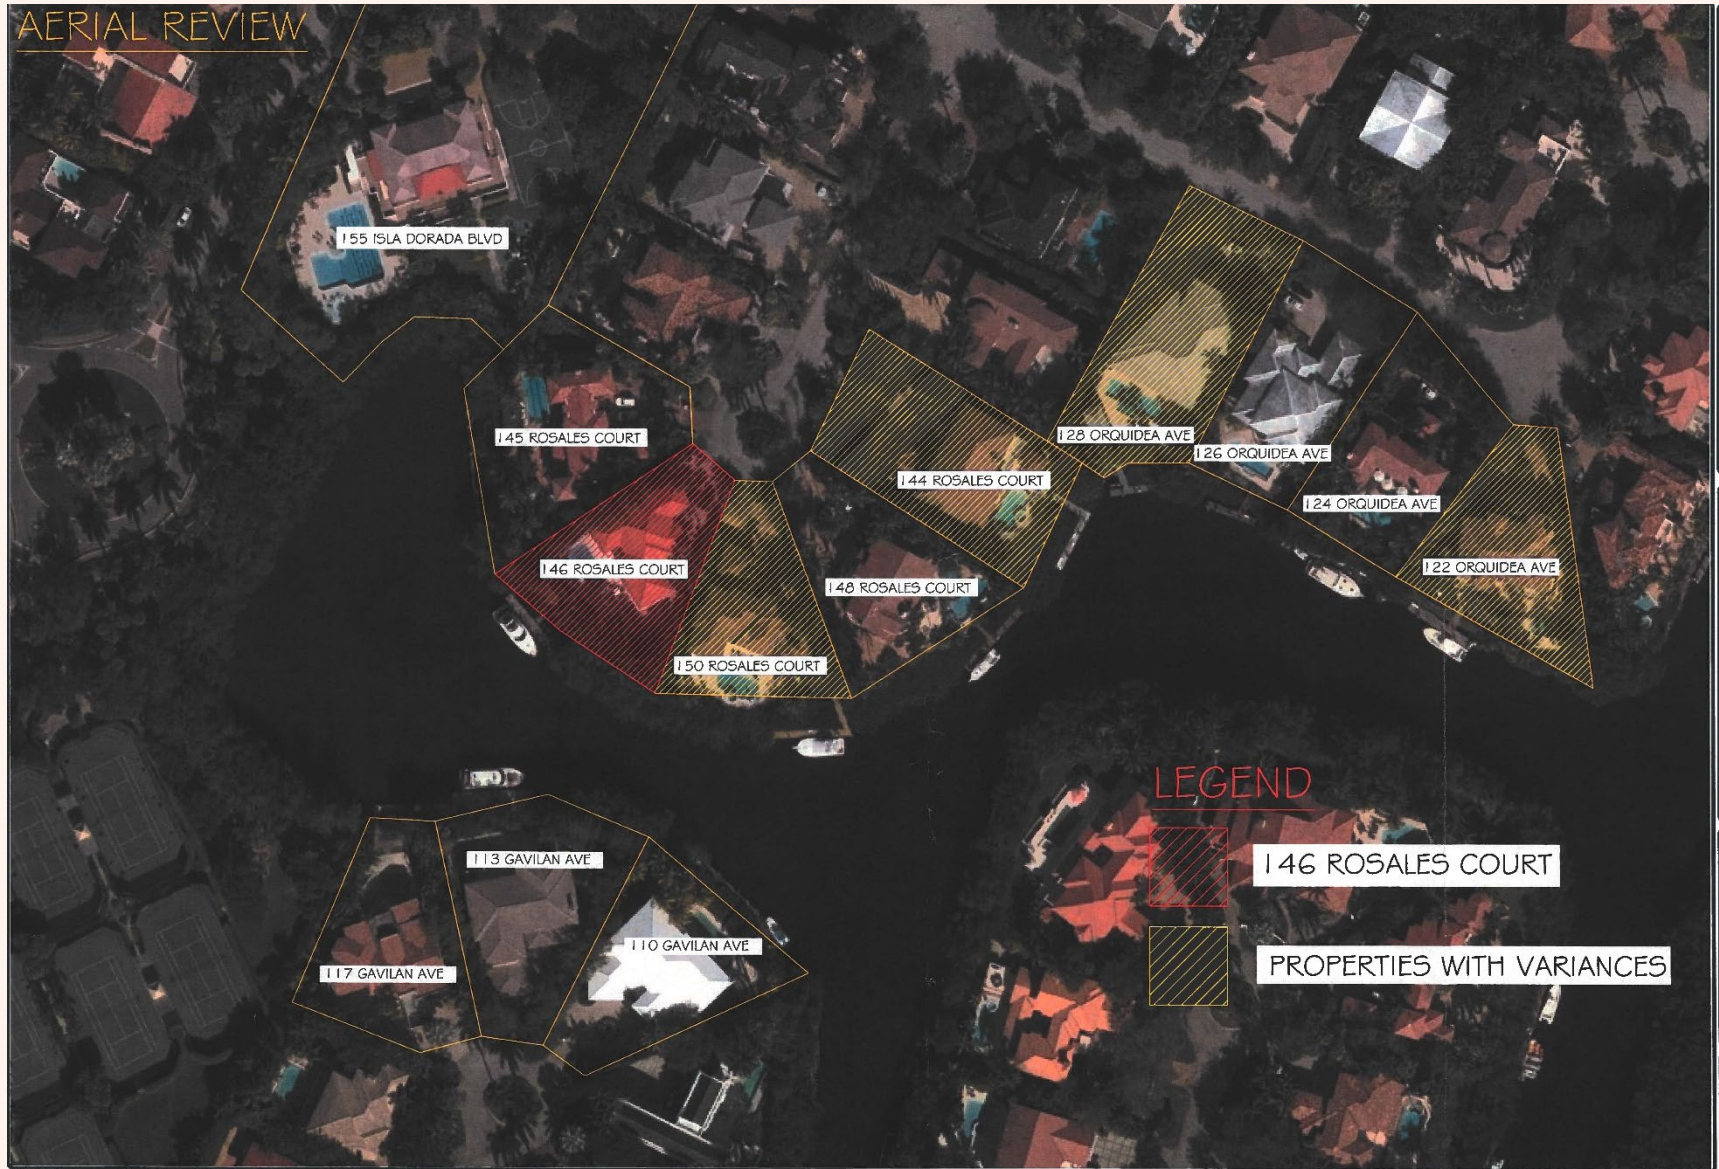 AERIAL REVIEW
155 ISLA DORADA BLVD
145 ROSALES COURT
128 ORQUIDEA AVE
126 ORQUIDEA AVE
144 ROSALES COURT
124 ORQUIDEA AVE
146 ROSALES COURT
122 ORQUIDEA AVE
148 ROSALES COURT
150 ROSALES COURT
LEGEND
146 ROSALES COURT
PROPERTIES WITH VARIANCES
113 GAVILAN AVE
110 GAVILAN AVE
117 GAVILAN AVE